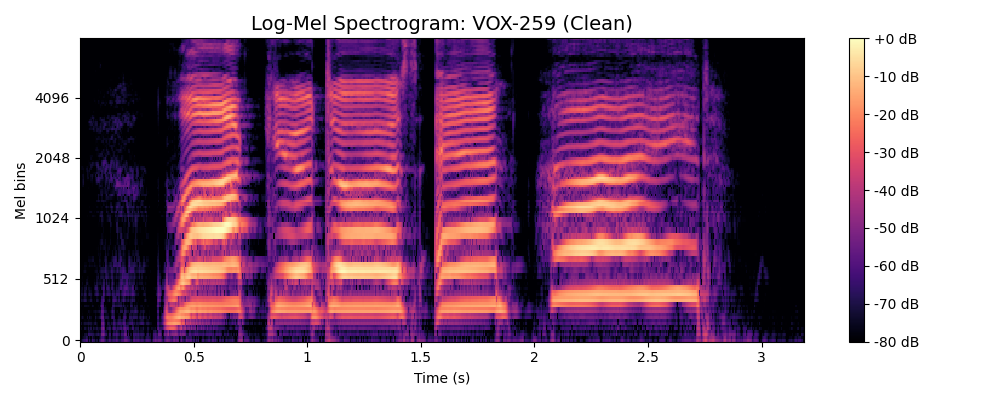 Log-Mel Spectrogram: VOX-259 (Clean)
Mel bins
4096
2048
1024
512
0
0
0.5
1
1.5
2
2.5
3
Time (s)
+0 dB
-10 dB
-20 dB
-30 dB
-40 dB
-50 dB
-60 dB
-70 dB
-80 dB